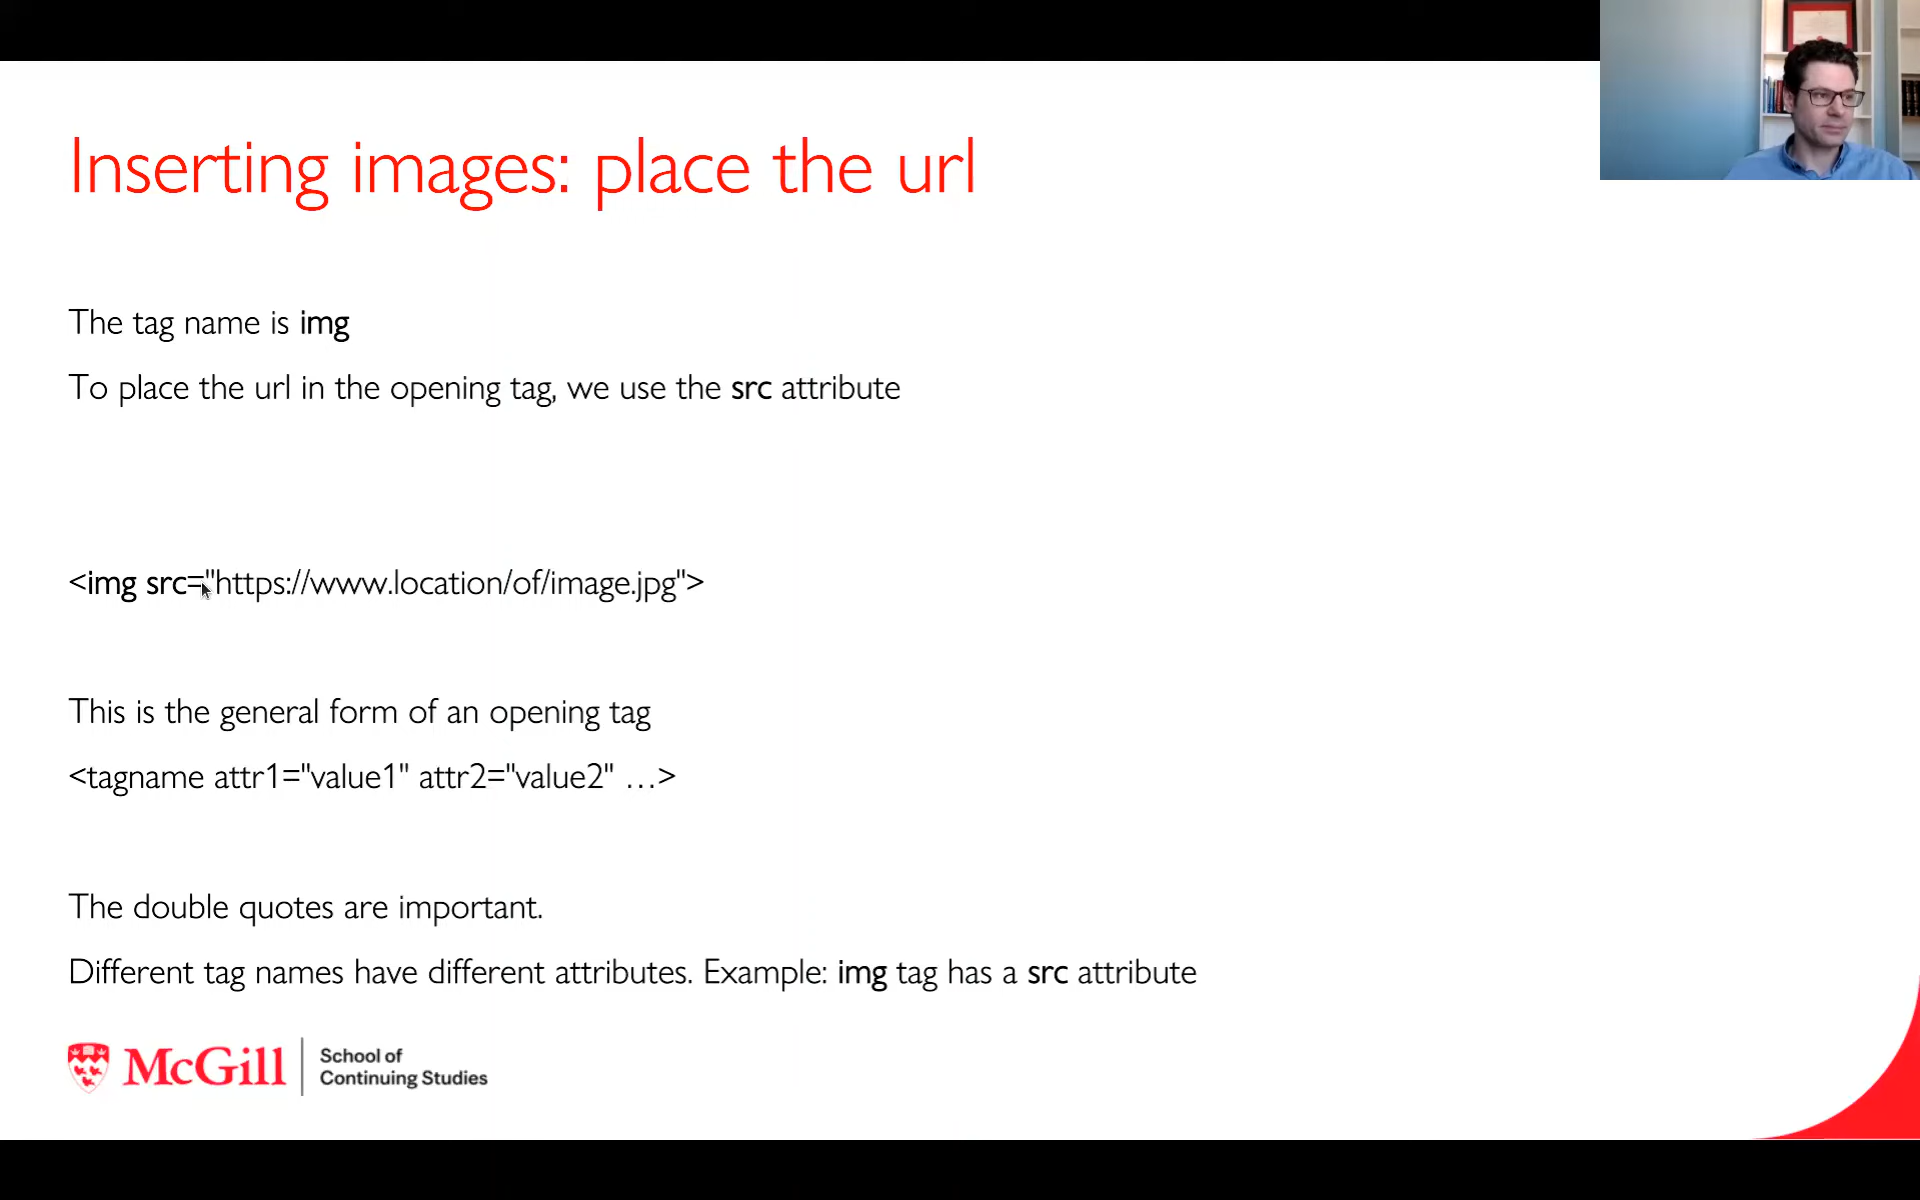 Inserting images: place the url
The tag name is img
To place the url in the opening tag, we use the src attribute
<img src="https://www.location/of/image.jpg">
This is the general form of an opening tag
<tagname attr1="value1" attr2="value2" …>
The double quotes are important.
Different tag names have different attributes. Example: img tag has a src attribute
McGill
School of
Continuing Studies